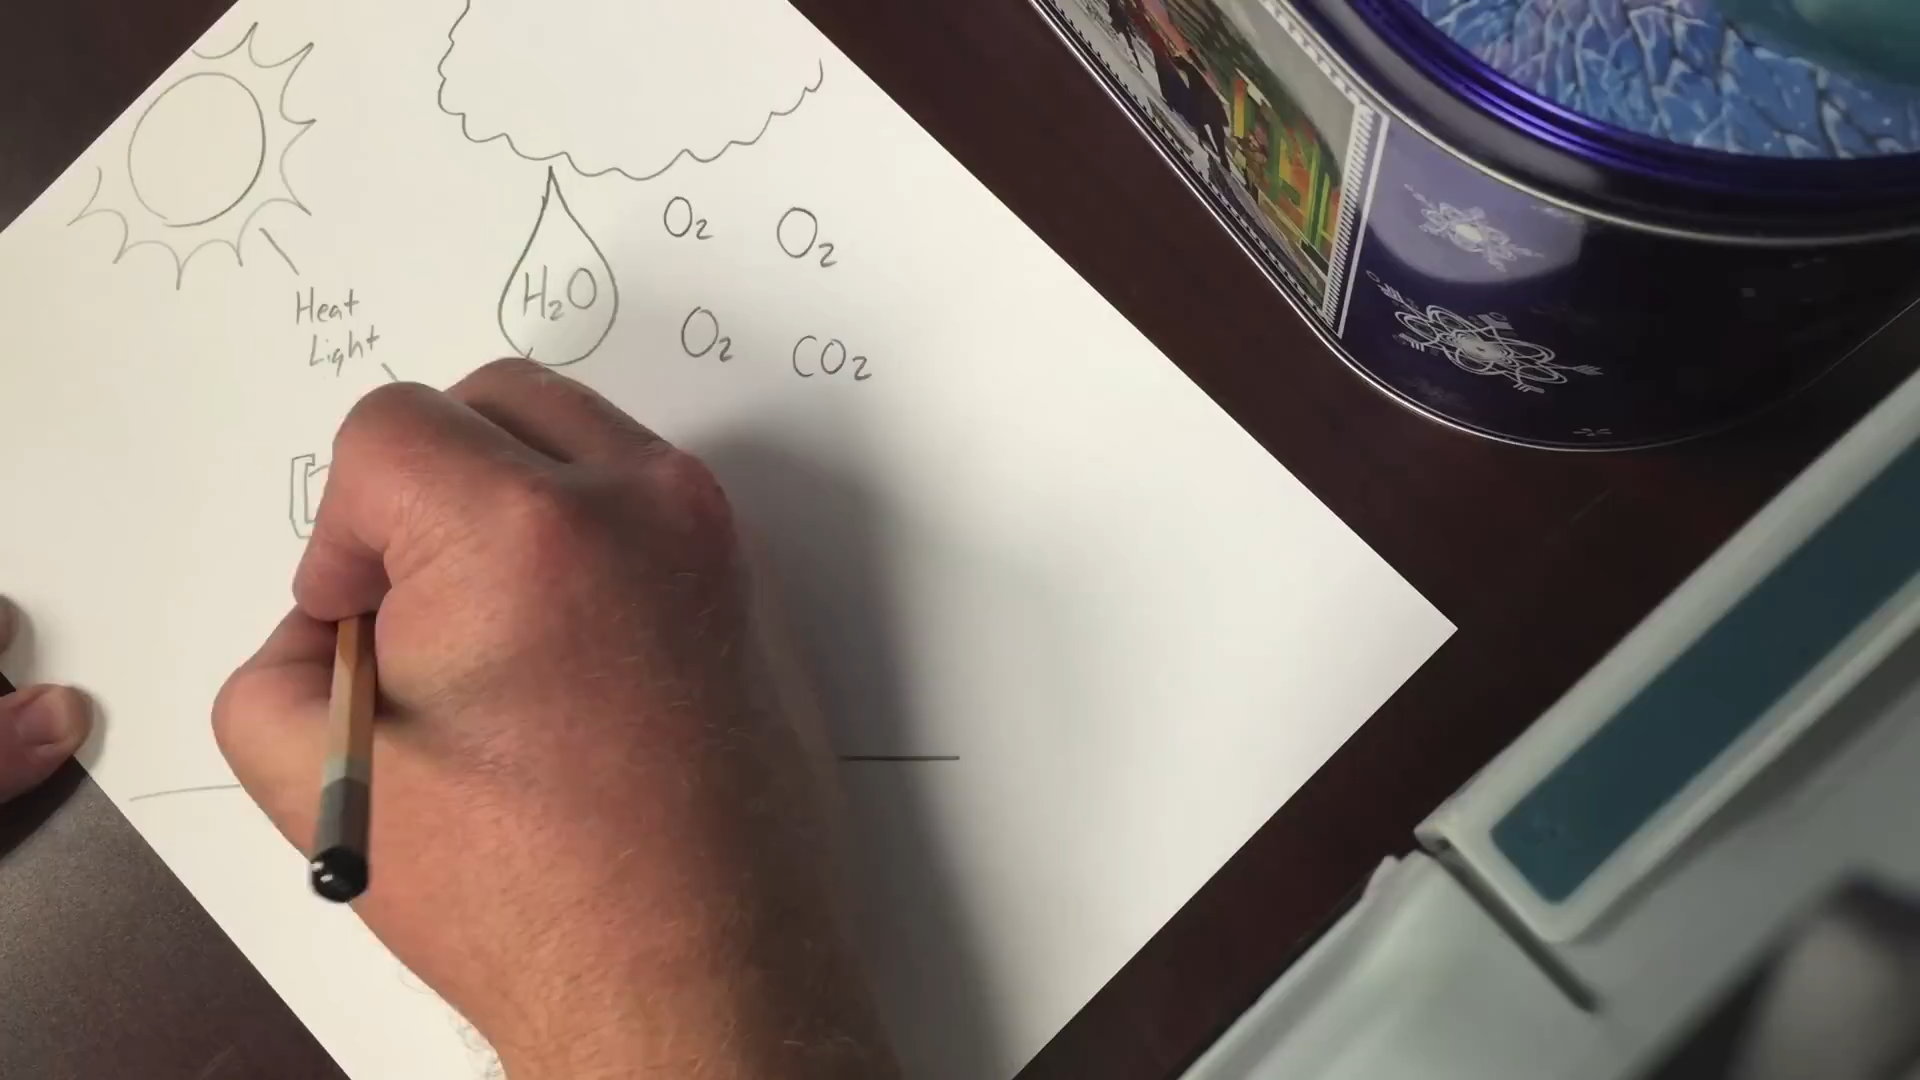 O₂ O₂
H₂O
Heat
Light
O₂ CO₂